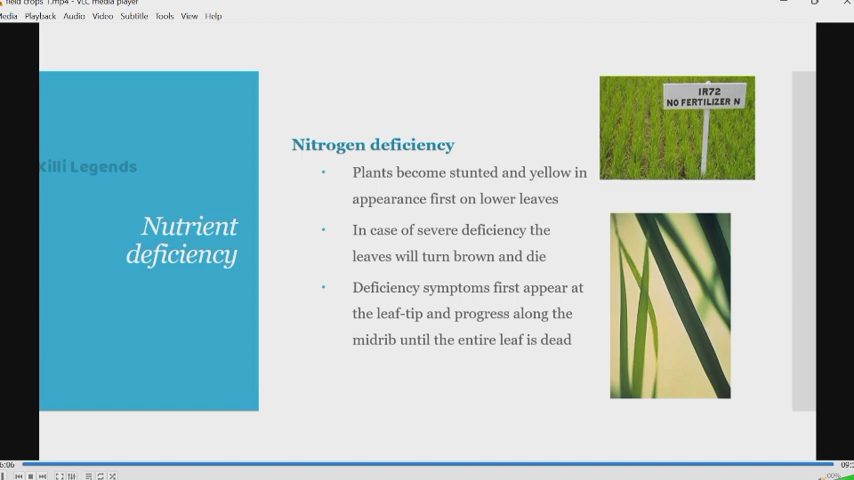 field crops 1.mp4 - VLC media player
Media Playback Audio Video Subtitle Tools View Help
Killi Legends
Nutrient
deficiency
Nitrogen deficiency
• Plants become stunted and yellow in
appearance first on lower leaves
• In case of severe deficiency the
leaves will turn brown and die
• Deficiency symptoms first appear at
the leaf-tip and progress along the
midrib until the entire leaf is dead
IR72
NO FERTILIZER N